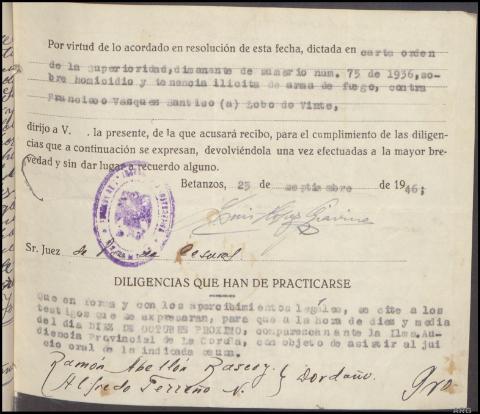 Por virtud de lo acordado en resolución de esta fecha, dictada en carta orden
de la superioridad, dimanante de sumario num. 75 de 1936, so-
bre homicidio y tenencia ilicita de arma de fuego, contra
Francisco Vasques Santiso (a) Lobo de Vinte,
dirijo a V. . la presente, de la que acusará recibo, para el cumplimiento de las diligen-
cias que a continuación se expresan, devolviéndola una vez efectuadas a la mayor bre-
vedad y sin dar lugar a recuerdo alguno.
Betanzos, 25 de septiembre de 1946;
Sr. Juez de Cesuras
DILIGENCIAS QUE HAN DE PRACTICARSE
Que en forma y con los apercibimientos legales, se cite a los
testigos que se expresaran, para que a la hora de diez y media
del dia DIEZ DE OCTUBRE PROXIMO, comparezcan ante la Ilma. Au-
diencia Provincial de La Coruña, con objeto de asistir al jui
cio oral de la indicada causa.
Ramón Abellón Bascoy y
Alfredo Ferreño N.